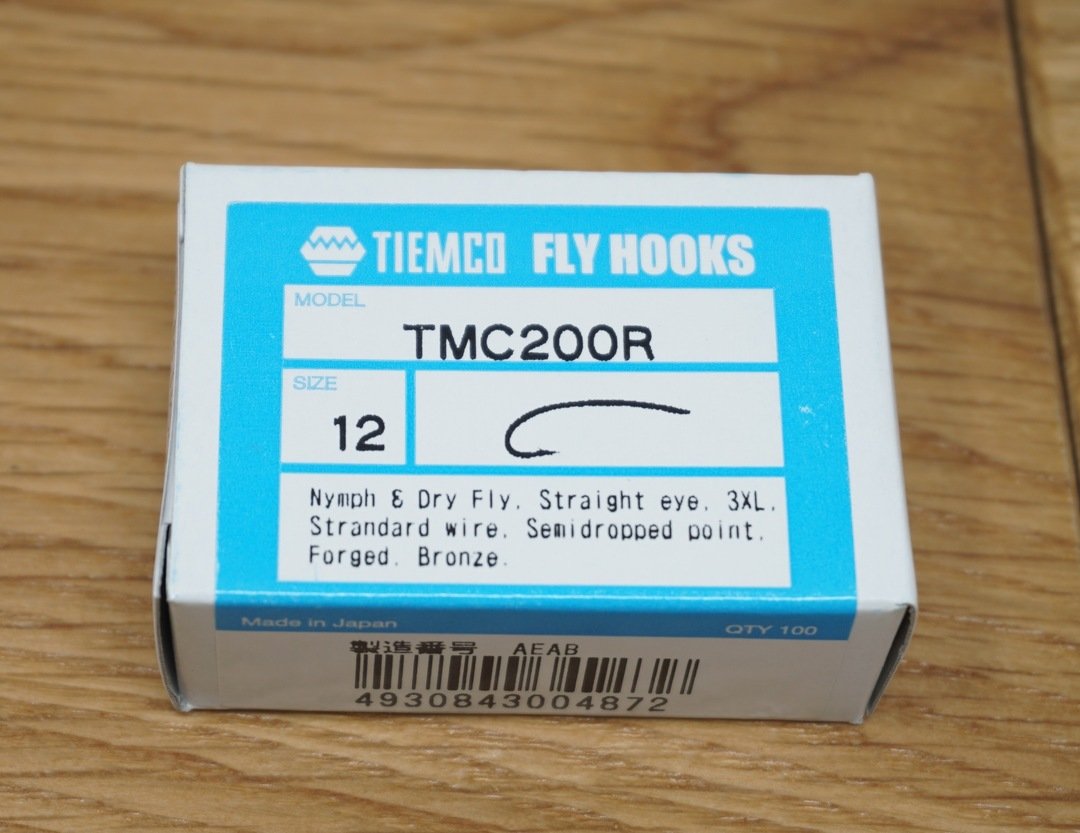 TIEMCO FLY HOOKS
MODEL
TMC200R
SIZE
12
Nymph & Dry Fly, Straight eye, 3XL,
Strandard wire, Semidropped point,
Forged, Bronze.
Made in Japan QTY 100
製造番号 AEAB
4930843004872